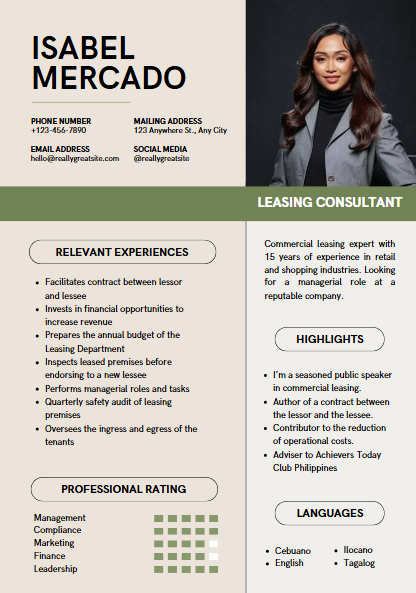 ISABEL
MERCADO
PHONE NUMBER
+123-456-7890
MAILING ADDRESS
123 Anywhere St., Any City
EMAIL ADDRESS
hello@reallygreatsite.com
SOCIAL MEDIA
@reallygreatsite
LEASING CONSULTANT
RELEVANT EXPERIENCES
• Facilitates contract between lessor
and lessee
• Invests in financial opportunities to
increase revenue
• Prepares the annual budget of the
Leasing Department
• Inspects leased premises before
endorsing to a new lessee
• Performs managerial roles and tasks
• Quarterly safety audit of leasing
premises
• Oversees the ingress and egress of the
tenants
PROFESSIONAL RATING
Management
Compliance
Marketing
Finance
Leadership
Commercial leasing expert with
15 years of experience in retail
and shopping industries. Looking
for a managerial role at a
reputable company.
HIGHLIGHTS
• I'm a seasoned public speaker
in commercial leasing.
• Author of a contract between
the lessor and the lessee.
• Contributor to the reduction
of operational costs.
• Adviser to Achievers Today
Club Philippines
LANGUAGES
• Cebuano
• English
• Ilocano
• Tagalog